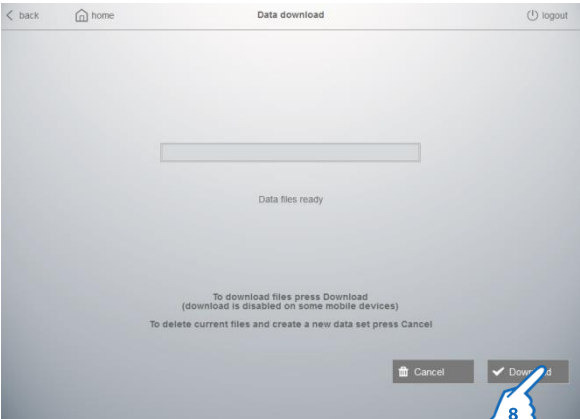 back home Data download logout
Data files ready
To download files press Download
(download is disabled on some mobile devices)
To delete current files and create a new data set press Cancel
Cancel
8